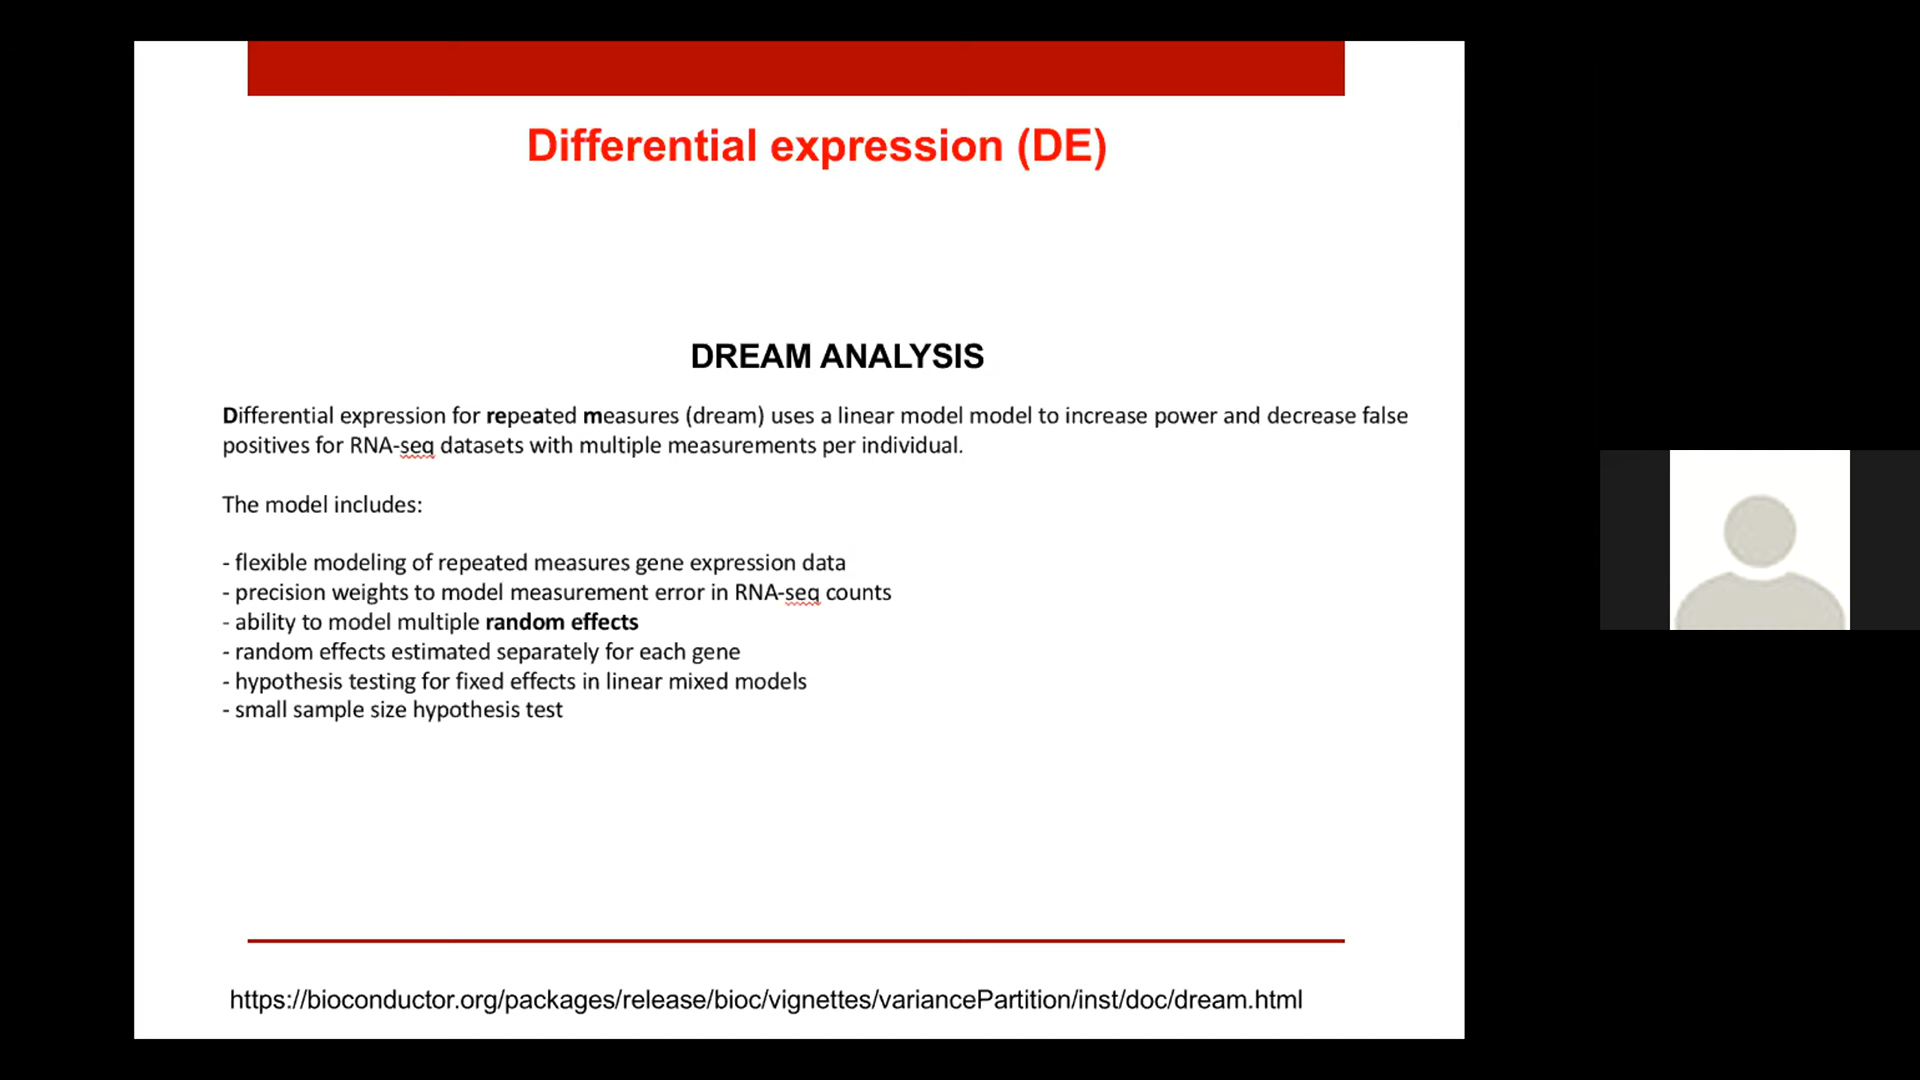 Differential expression (DE)
DREAM ANALYSIS
Differential expression for repeated measures (dream) uses a linear model model to increase power and decrease false
positives for RNA-seq datasets with multiple measurements per individual.
The model includes:
- flexible modeling of repeated measures gene expression data
- precision weights to model measurement error in RNA-seq counts
- ability to model multiple random effects
- random effects estimated separately for each gene
- hypothesis testing for fixed effects in linear mixed models
- small sample size hypothesis test
https://bioconductor.org/packages/release/bioc/vignettes/variancePartition/inst/doc/dream.html